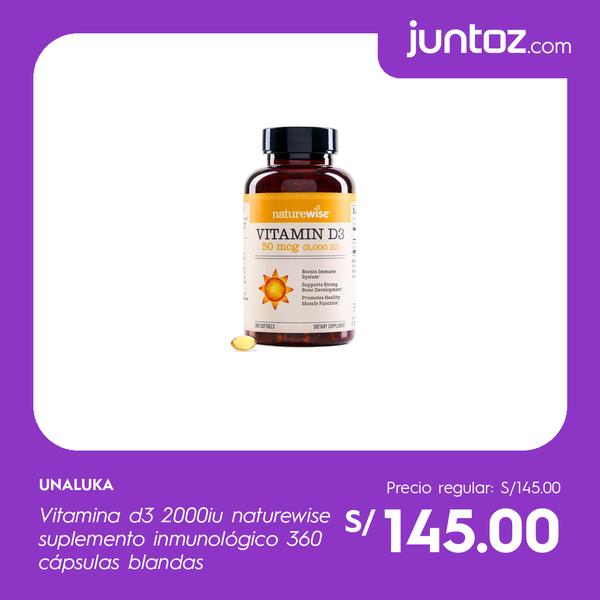 juntoz.com
naturewise
VITAMIN D3
50 mcg (2,000 IU)
Boosts Immune
System*
Supports Strong
Bone Development*
Promotes Healthy
Muscle Function*
360 SOFTGELS DIETARY SUPPLEMENT
UNALUKA
Vitamina d3 2000iu naturewise
suplemento inmunológico 360
cápsulas blandas
Precio regular: S/145.00
S/ 145.00